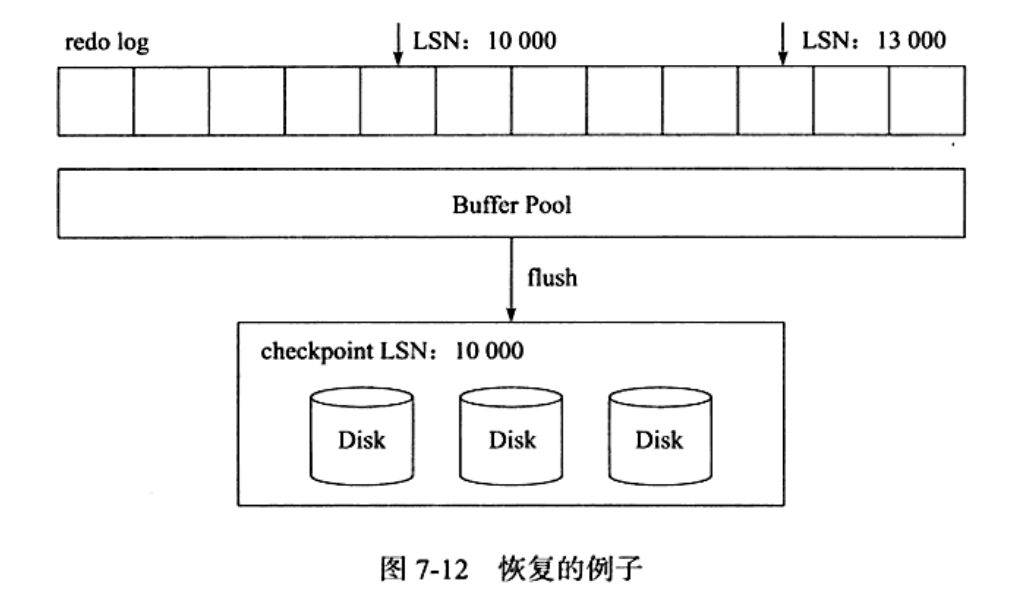 redo log
LSN： 10 000
LSN： 13 000
Buffer Pool
flush
checkpoint LSN： 10 000
Disk
Disk
Disk
图 7-12 恢复的例子